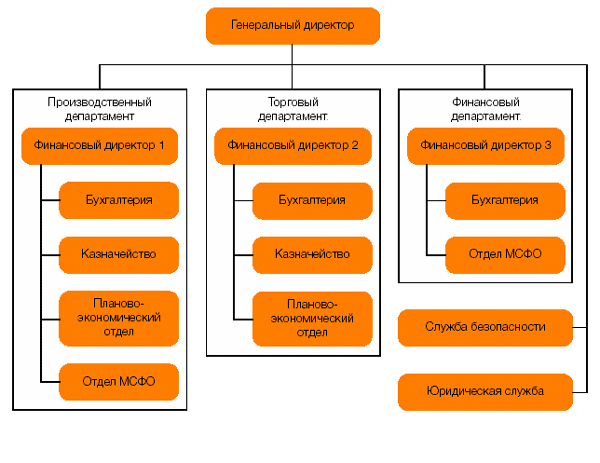 Генеральный директор
Производственный
департамент
Финансовый директор 1
Бухгалтерия
Казначейство
Планово-
экономический
отдел
Отдел МСФО
Торговый
департамент
Финансовый директор 2
Бухгалтерия
Казначейство
Планово-
экономический
отдел
Финансовый
департамент
Финансовый директор 3
Бухгалтерия
Отдел МСФО
Служба безопасности
Юридическая служба